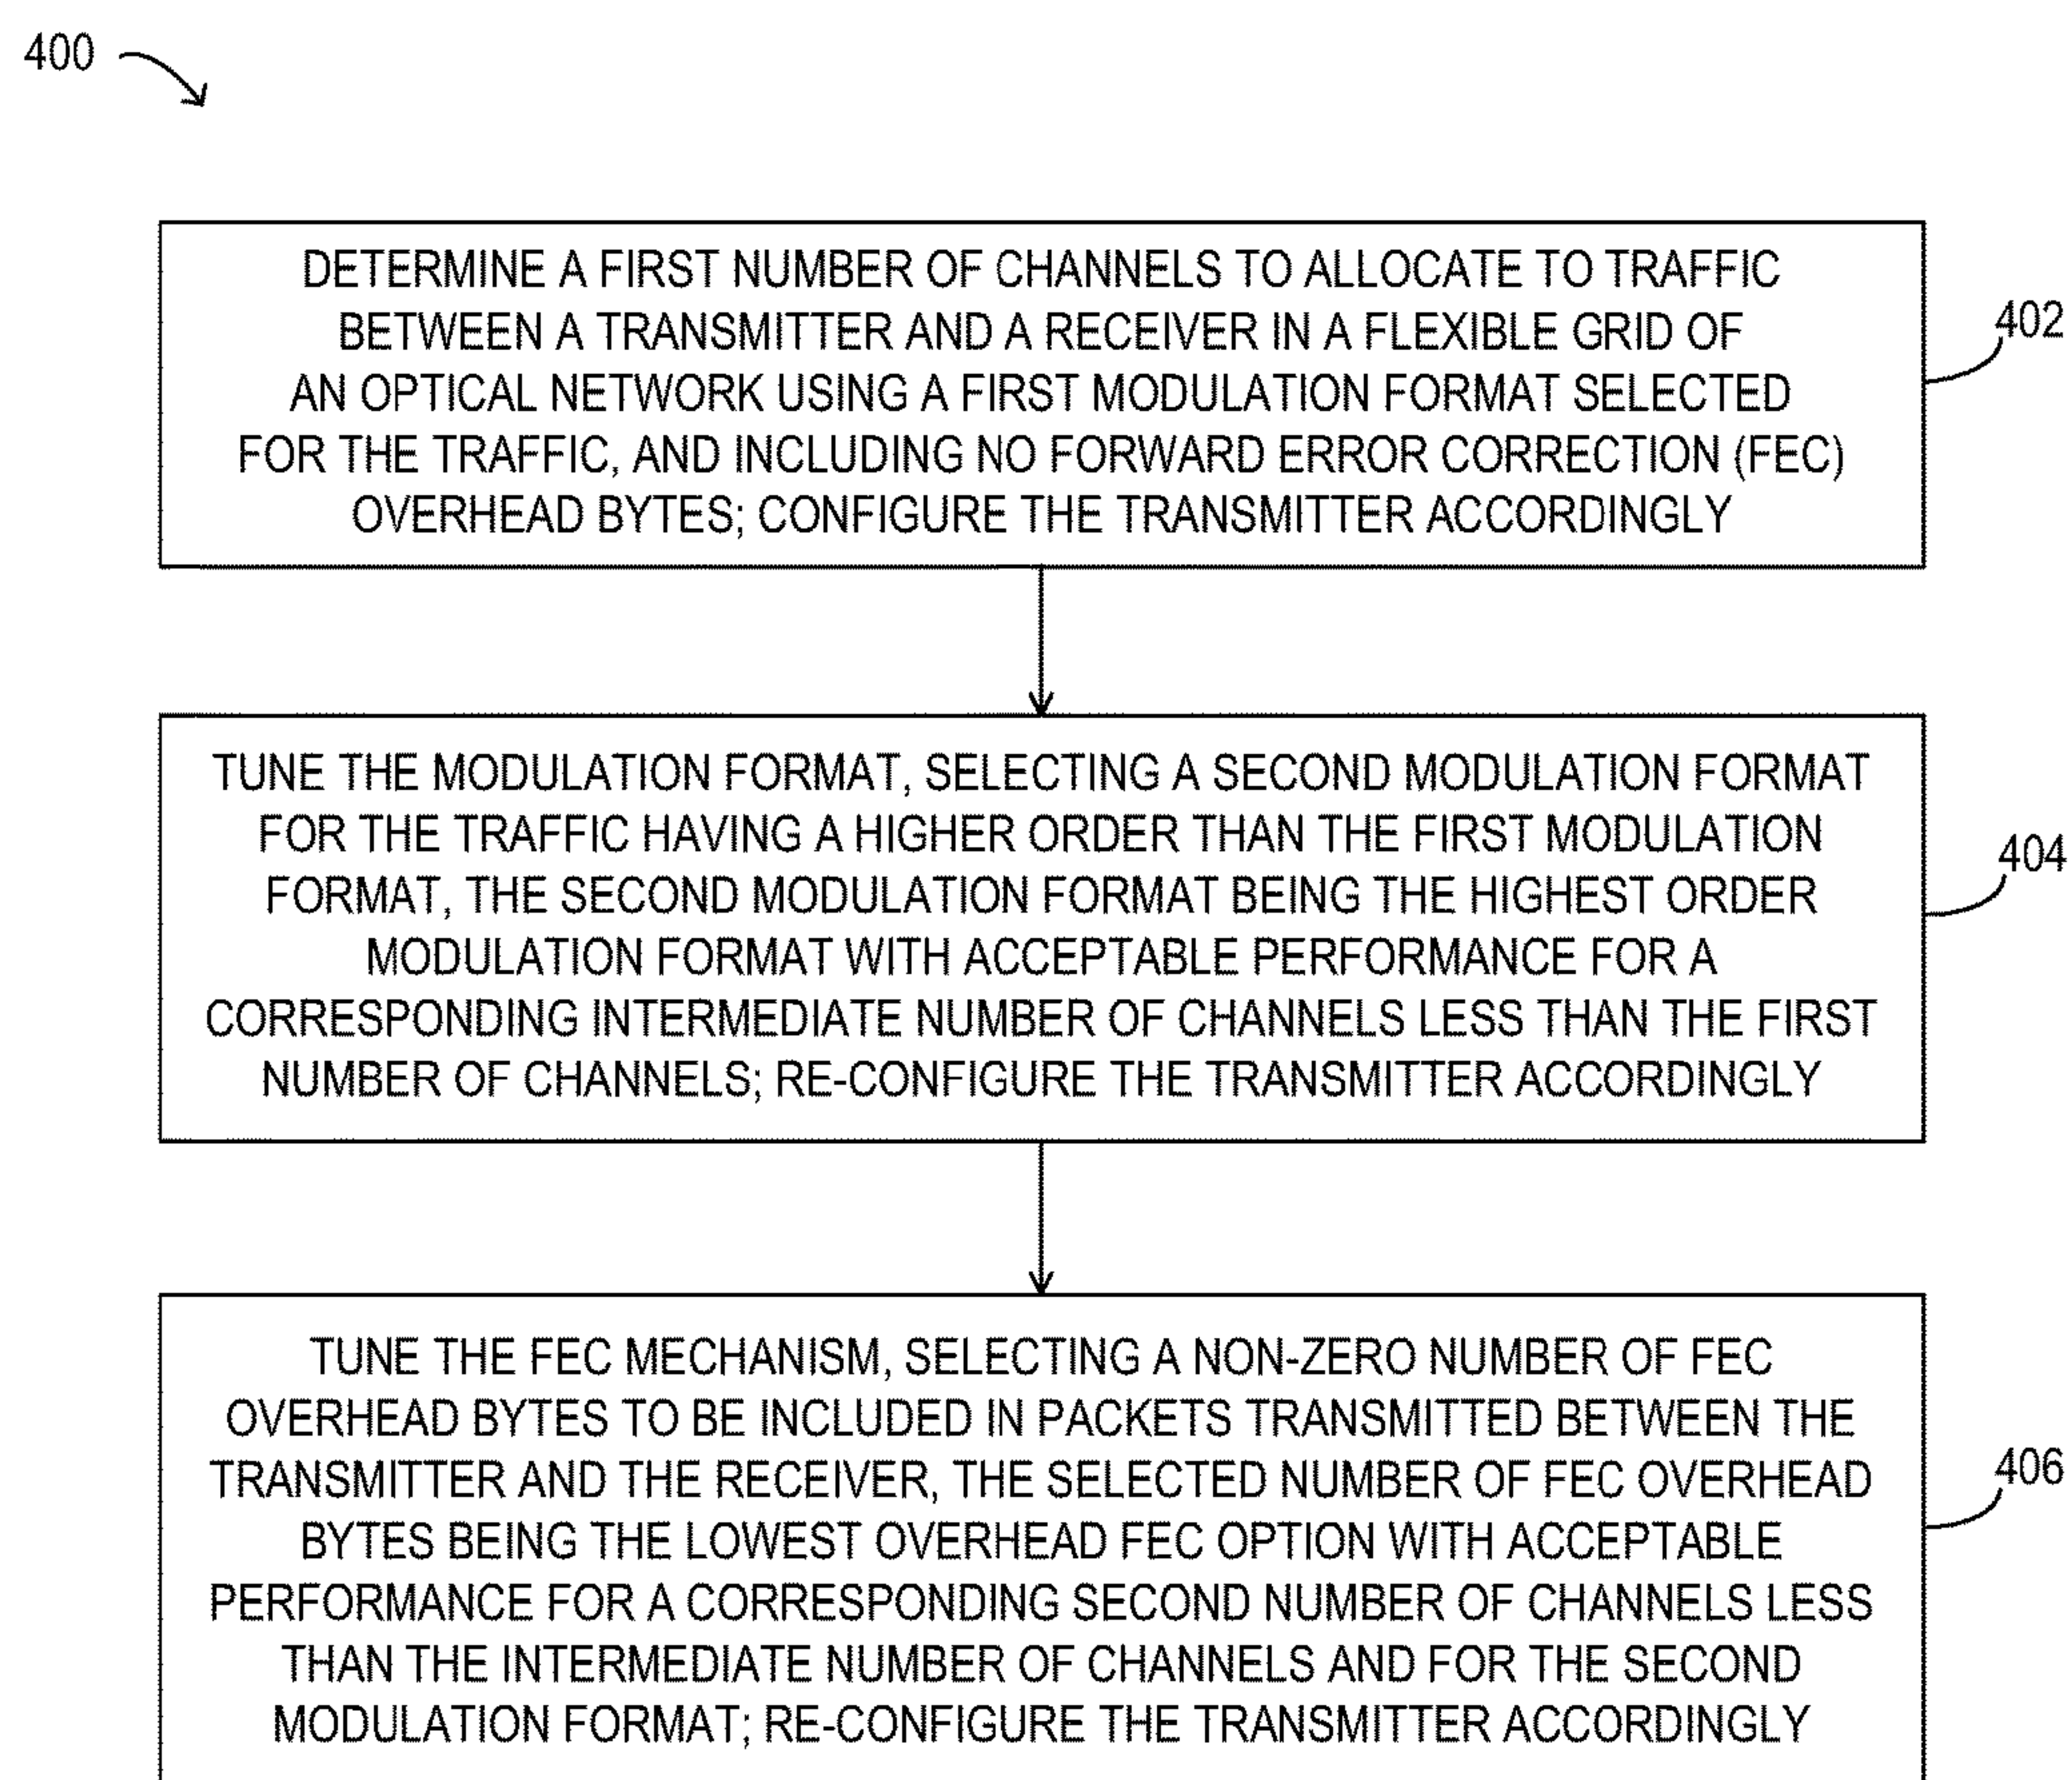 400
DETERMINE A FIRST NUMBER OF CHANNELS TO ALLOCATE TO TRAFFIC
BETWEEN A TRANSMITTER AND A RECEIVER IN A FLEXIBLE GRID OF
AN OPTICAL NETWORK USING A FIRST MODULATION FORMAT SELECTED
FOR THE TRAFFIC, AND INCLUDING NO FORWARD ERROR CORRECTION (FEC)
OVERHEAD BYTES; CONFIGURE THE TRANSMITTER ACCORDINGLY
402
TUNE THE MODULATION FORMAT, SELECTING A SECOND MODULATION FORMAT
FOR THE TRAFFIC HAVING A HIGHER ORDER THAN THE FIRST MODULATION
FORMAT, THE SECOND MODULATION FORMAT BEING THE HIGHEST ORDER
MODULATION FORMAT WITH ACCEPTABLE PERFORMANCE FOR A
CORRESPONDING INTERMEDIATE NUMBER OF CHANNELS LESS THAN THE FIRST
NUMBER OF CHANNELS; RE-CONFIGURE THE TRANSMITTER ACCORDINGLY
404
TUNE THE FEC MECHANISM, SELECTING A NON-ZERO NUMBER OF FEC
OVERHEAD BYTES TO BE INCLUDED IN PACKETS TRANSMITTED BETWEEN THE
TRANSMITTER AND THE RECEIVER, THE SELECTED NUMBER OF FEC OVERHEAD
BYTES BEING THE LOWEST OVERHEAD FEC OPTION WITH ACCEPTABLE
PERFORMANCE FOR A CORRESPONDING SECOND NUMBER OF CHANNELS LESS
THAN THE INTERMEDIATE NUMBER OF CHANNELS AND FOR THE SECOND
MODULATION FORMAT; RE-CONFIGURE THE TRANSMITTER ACCORDINGLY
406